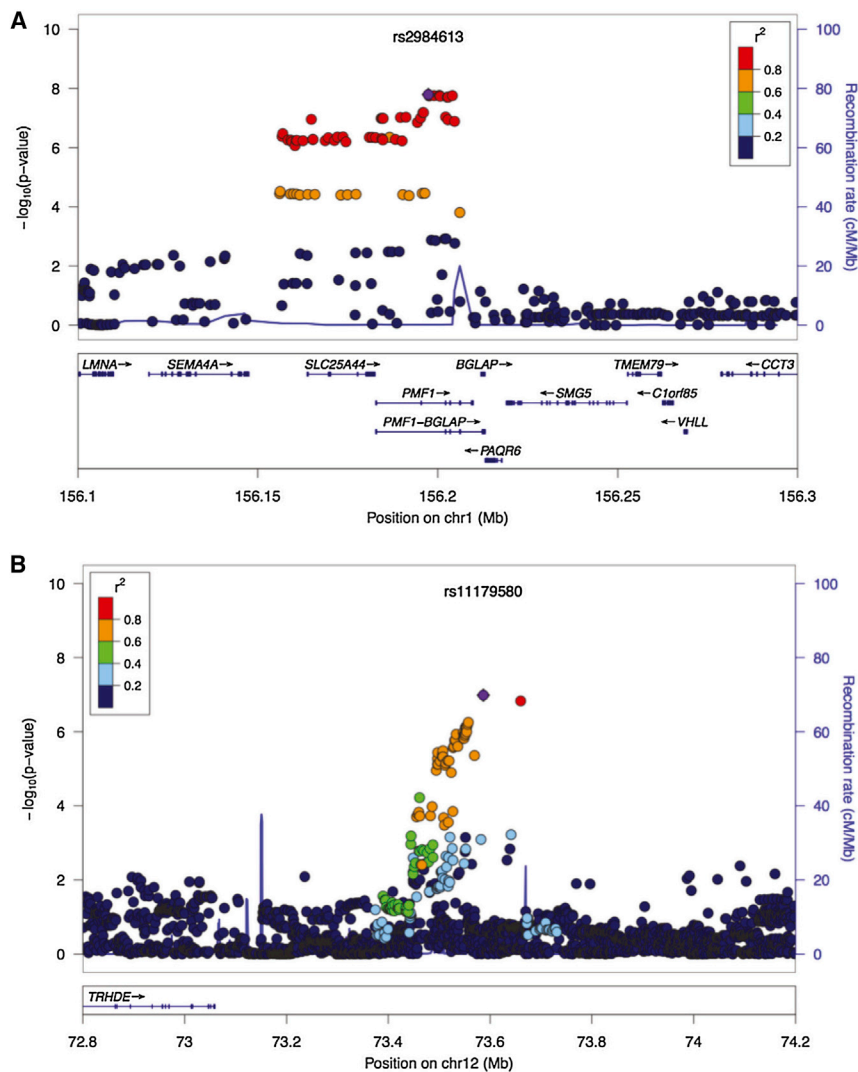 A
rs2984613
r2
0.8
0.6
0.4
0.2
10
8
6
4
2
0
−log10(p-value)
100
80
60
40
20
0
Recombination rate (cM/Mb)
LMNA→ SEMA4A→ SLC25A44→ BGLAP→ TMEM79→ ←CCT3
PMF1→ ←SMG5 ←C1orf85
PMF1−BGLAP→ ←VHLL
←PAQR6
156.1 156.15 156.2 156.25 156.3
Position on chr1 (Mb)
B
rs11179580
r2
0.8
0.6
0.4
0.2
10
8
6
4
2
0
−log10(p-value)
100
80
60
40
20
0
Recombination rate (cM/Mb)
TRHDE→
72.8 73 73.2 73.4 73.6 73.8 74 74.2
Position on chr12 (Mb)